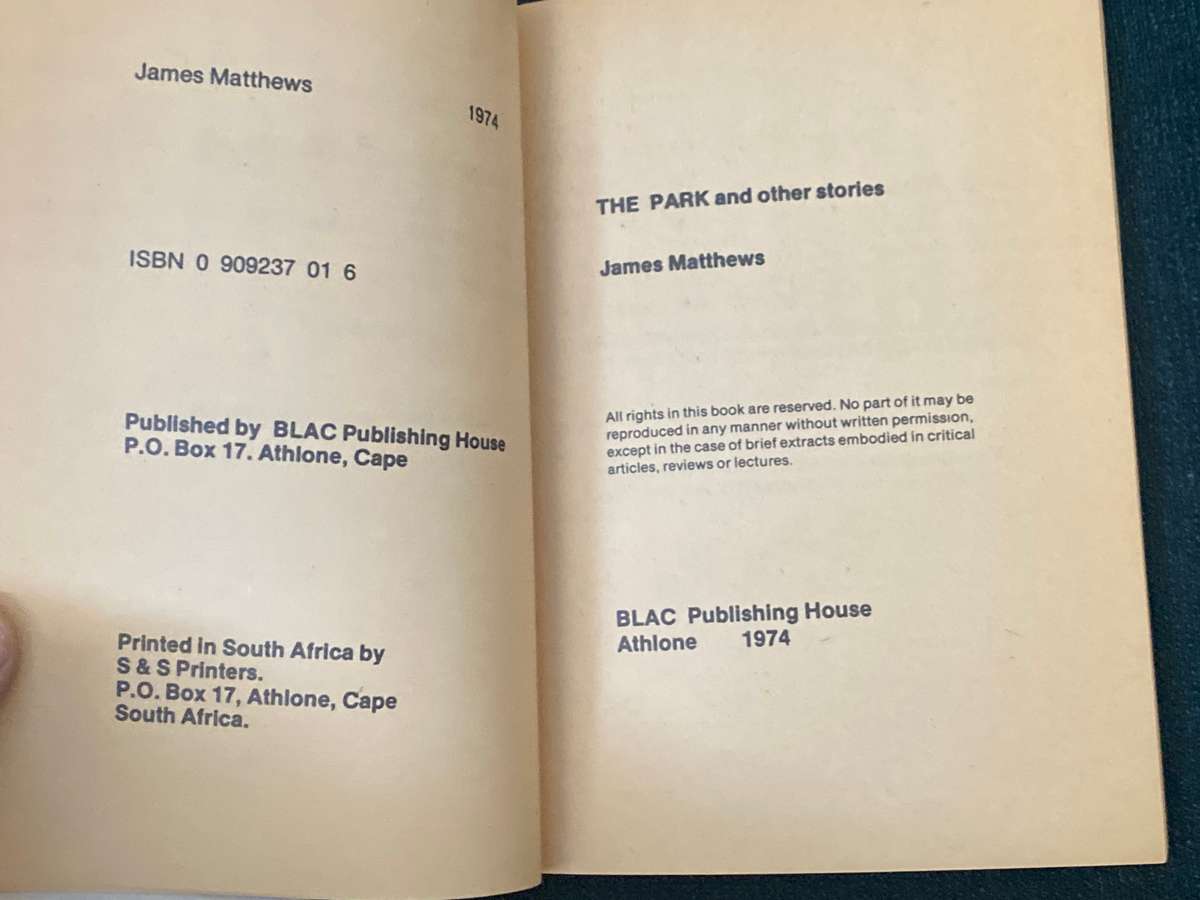 James Matthews
1974
ISBN 0 909237 01 6
Published by BLAC Publishing House
P.O. Box 17. Athlone, Cape
Printed in South Africa by
S & S Printers.
P.O. Box 17, Athlone, Cape
South Africa.
THE PARK and other stories
James Matthews
All rights in this book are reserved. No part of it may be
reproduced in any manner without written permission,
except in the case of brief extracts embodied in critical
articles, reviews or lectures.
BLAC Publishing House
Athlone 1974